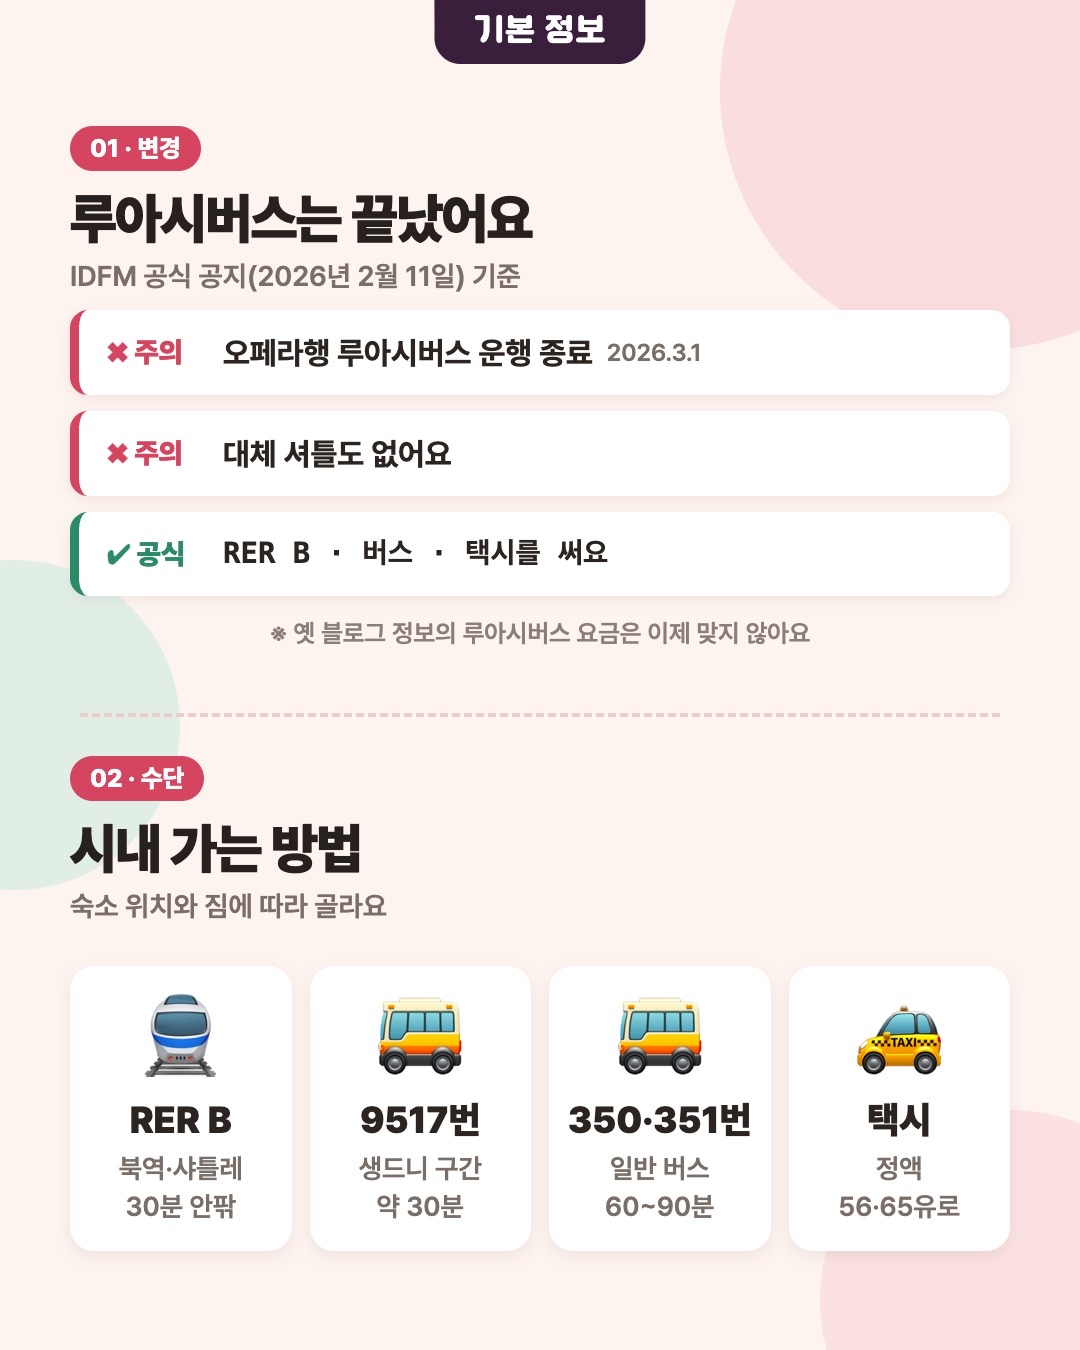 기본 정보
01 · 변경
루아시버스는 끝났어요
IDFM 공식 공지(2026년 2월 11일) 기준
✖ 주의 오페라행 루아시버스 운행 종료 2026.3.1
✖ 주의 대체 셔틀도 없어요
✔ 공식 RER B · 버스 · 택시를 써요
※ 옛 블로그 정보의 루아시버스 요금은 이제 맞지 않아요
02 · 수단
시내 가는 방법
숙소 위치와 짐에 따라 골라요
TAXI
RER B
북역·샤틀레
30분 안팎
9517번
생드니 구간
약 30분
350·351번
일반 버스
60~90분
택시
정액
56·65유로